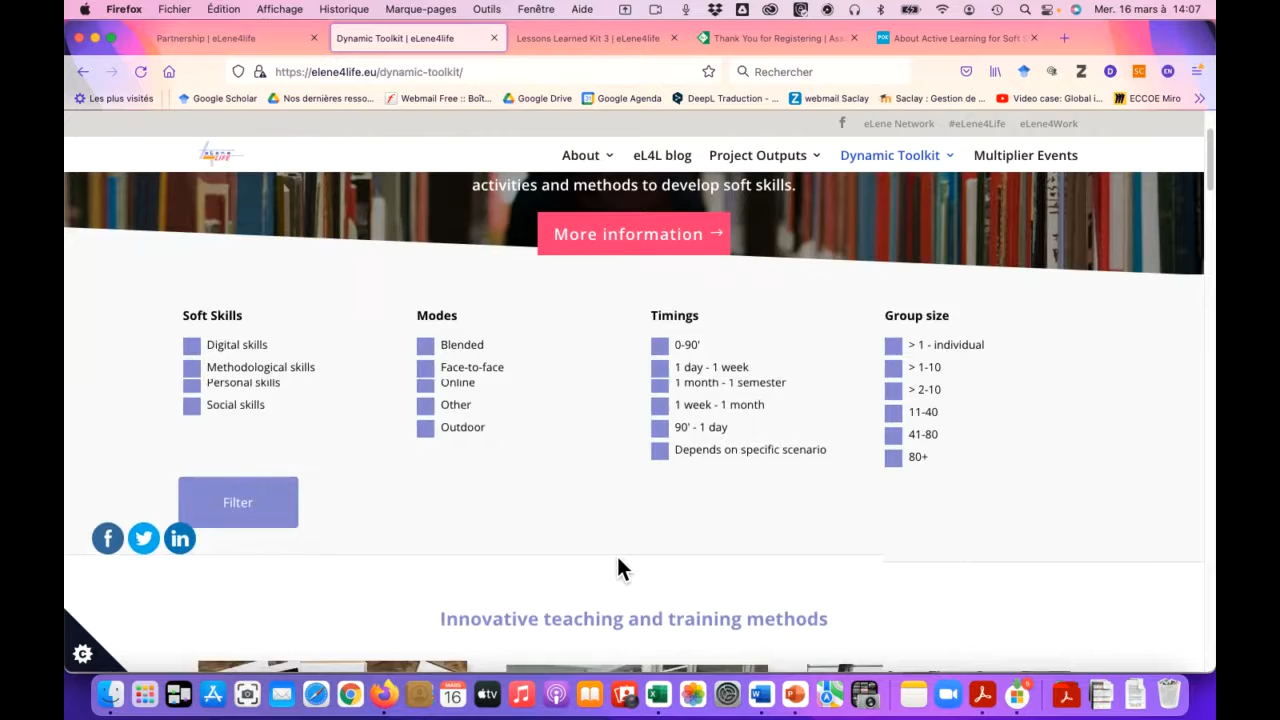 Firefox Fichier Édition Affichage Historique Marque-pages Outils Fenêtre Aide Mer. 16 mars à 14:07
Partnership | eLene4life
Dynamic Toolkit | eLene4life
Lessons Learned Kit 3 | eLene4life
Thank You for Registering | Ass
About Active Learning for Soft S
https://elene4life.eu/dynamic-toolkit/
Rechercher
Les plus visités Google Scholar Nos dernières resso... Webmail Free :: Boît... Google Drive Google Agenda DeepL Traduction - ... webmail Saclay Saclay : Gestion de ... Video case: Global i... ECCOE Miro
eLene Network #eLene4Life eLene4Work
eLene
4LIFE
About eL4L blog Project Outputs Dynamic Toolkit Multiplier Events
activities and methods to develop soft skills.
More information →
Soft Skills
Digital skills
Methodological skills
Personal skills
Social skills
Modes
Blended
Face-to-face
Online
Other
Outdoor
Timings
0-90'
1 day - 1 week
1 month - 1 semester
1 week - 1 month
90' - 1 day
Depends on specific scenario
Group size
> 1 - individual
> 1-10
> 2-10
11-40
41-80
80+
Filter
Innovative teaching and training methods
MARS
16
tv